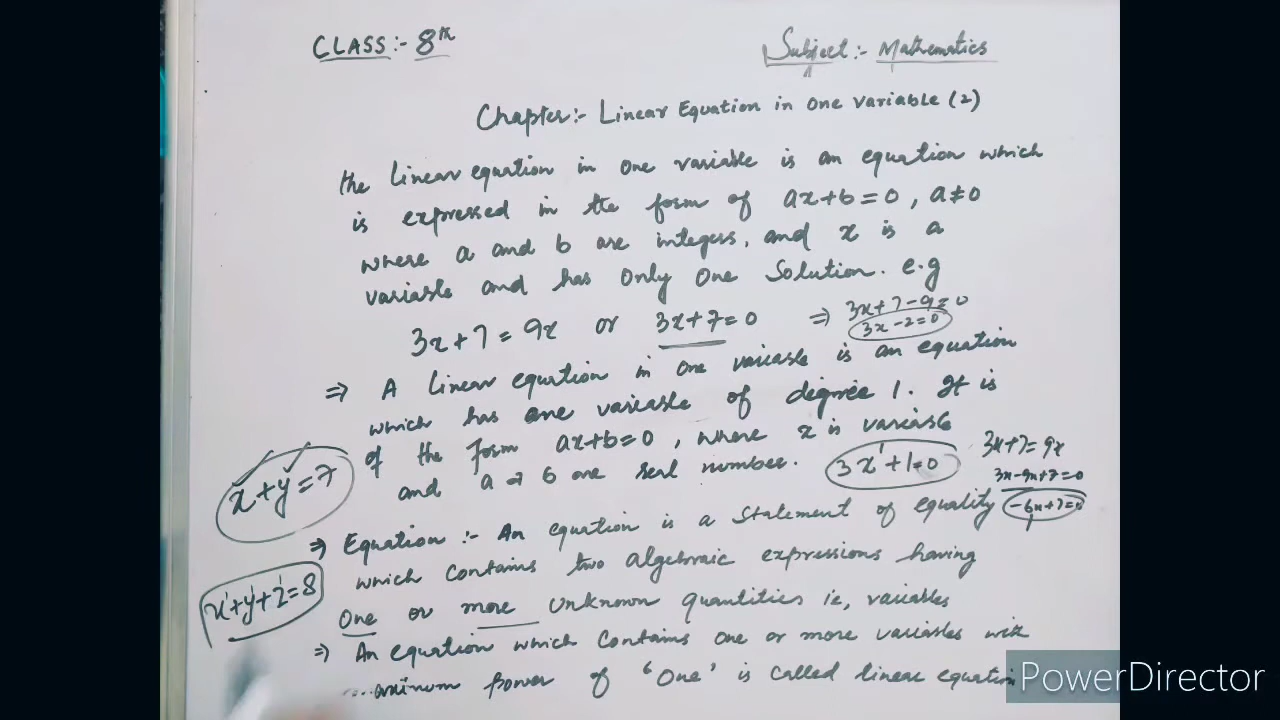 CLASS:- 8th
Subject:- Mathematics
Chapter:- Linear Equation in One variable (2)
the Linear equation in one variable is an equation which
is expressed in the form of ax+b=0, a≠0
where a and b are integers, and x is a
variable and has only one solution. e.g
3x+7=9x or 3x+7=0 ⇒ 3x+7-9=0
3x-2=0
⇒ A linear equation in one variable is an equation
which has one variable of degree 1. It is
of the form ax+b=0, where x is variable
and a b are real number. 3x¹+1=0
3x+7=9x
3x-9x+7=0
-6x+7=0
x+y=7
⇒ Equation :- An equation is a statement of equality
which contains two algebraic expressions having
one or more unknown quantities ie, variables
x¹+y¹+z¹=8
⇒ An equation which contains one or more variables with
power of 'One' is called linear equation
PowerDirector